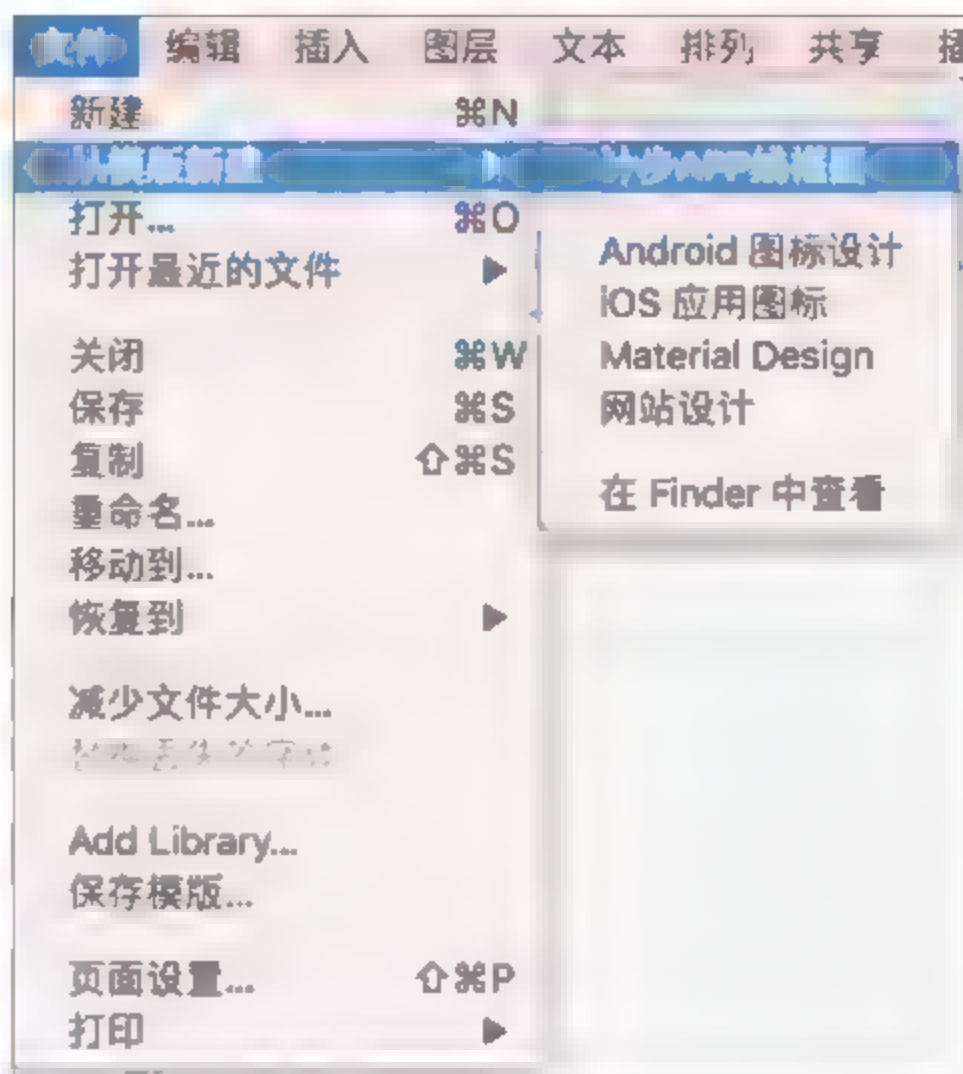 文件 编辑 插入 图层 文本 排列 共享
新建 ⌘N
打开... ⌘O
打开最近的文件 ▶
关闭 ⌘W
保存 ⌘S
复制 ⇧⌘S
重命名...
移动到...
恢复到 ▶
减少文件大小...
Add Library...
保存模版...
页面设置... ⇧⌘P
打印 ▶
Android 图标设计
iOS 应用图标
Material Design
网站设计
在 Finder 中查看